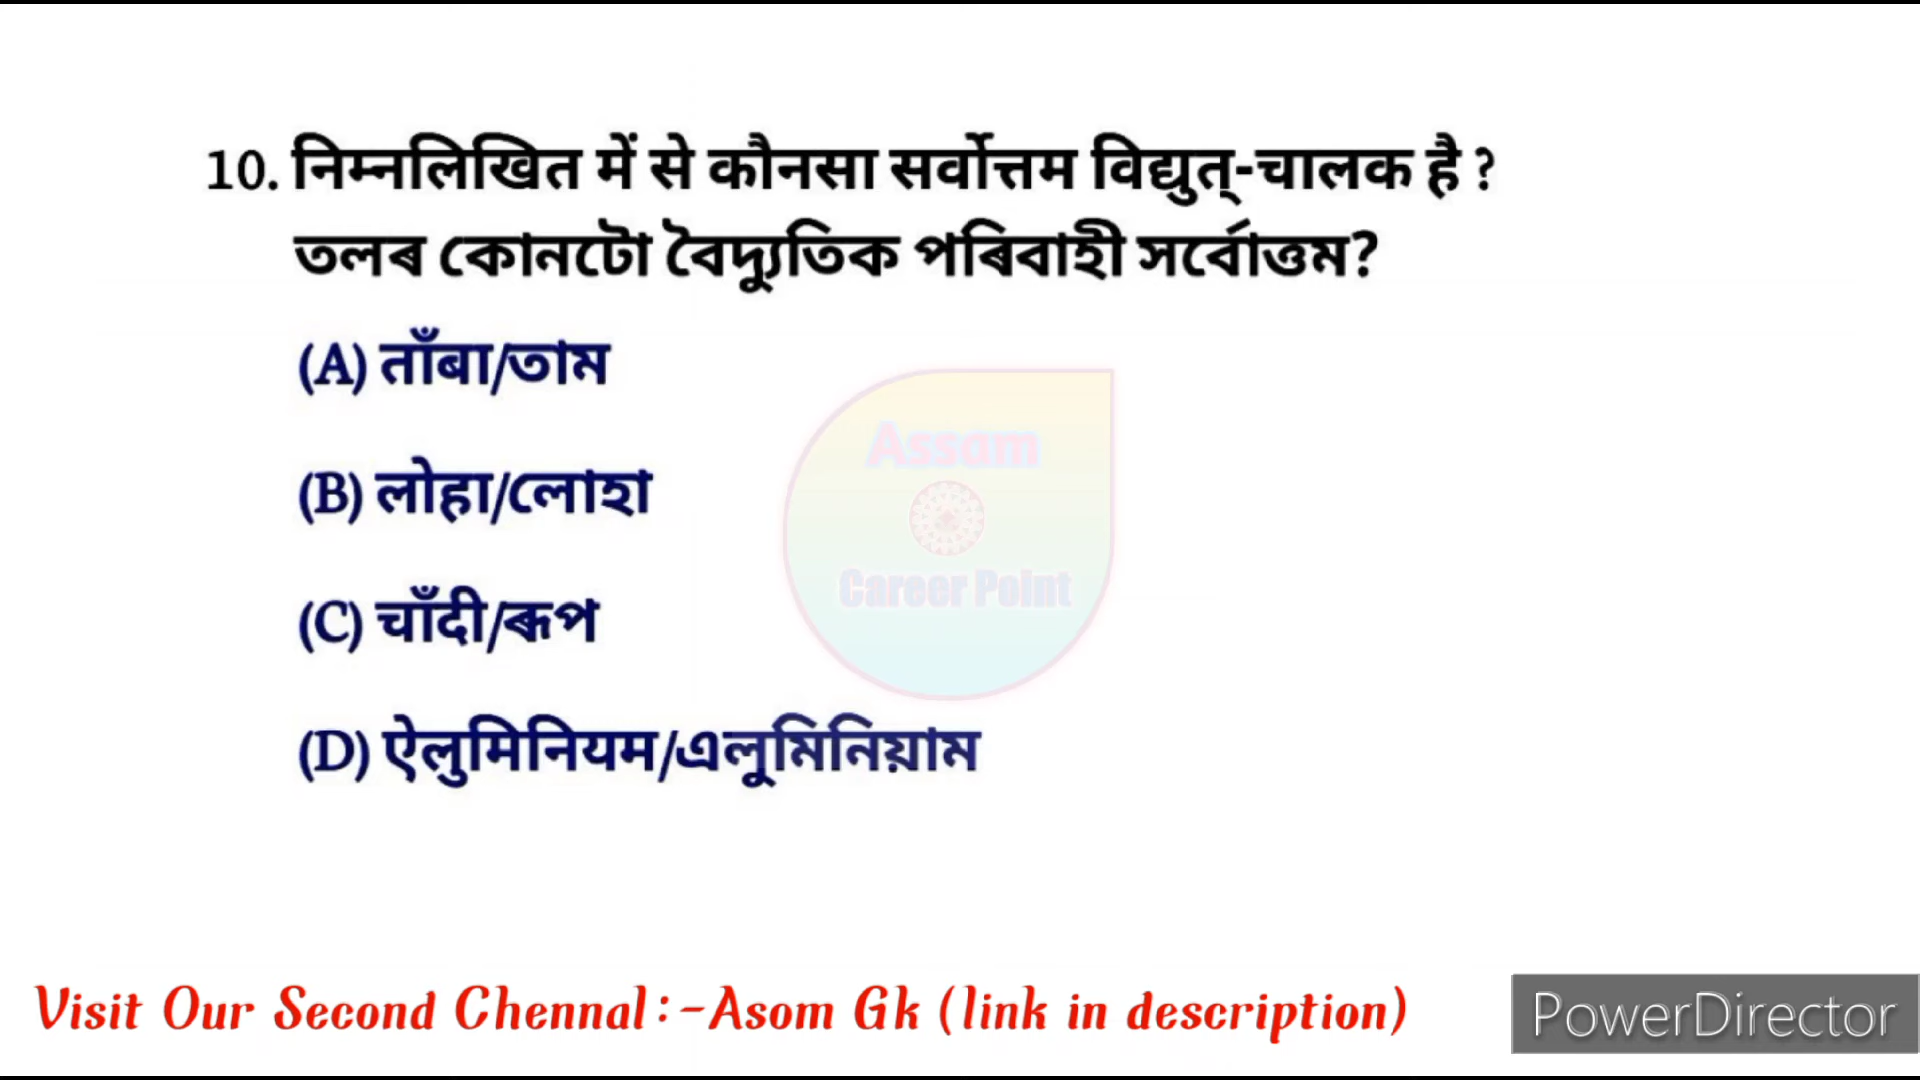 10. निम्नलिखित में से कौनसा सर्वोत्तम विद्युत्-चालक है ?
তলৰ কোনটো বৈদ্যুতিক পৰিবাহী সৰ্বোত্তম?
(A) ताँबा/তাম
(B) लोहा/লোহা
(C) चाँदी/ৰূপ
(D) ऐलुमिनियम/এলুমিনিয়াম
Assam
Career Point
Visit Our Second Chennal:-Asom Gk (link in description)
PowerDirector